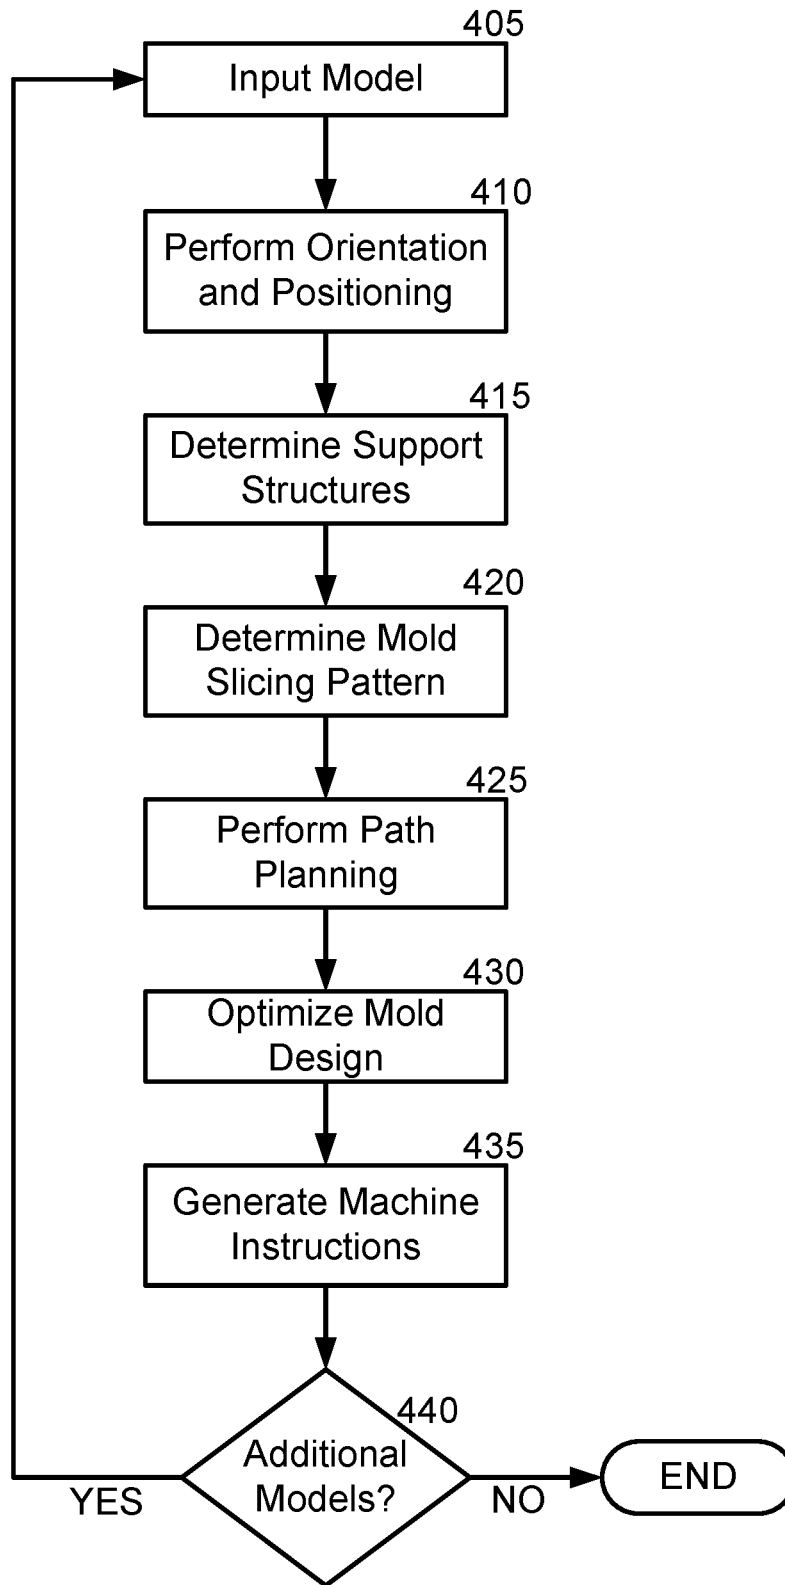 405
Input Model
410
Perform Orientation
and Positioning
415
Determine Support
Structures
420
Determine Mold
Slicing Pattern
425
Perform Path
Planning
430
Optimize Mold
Design
435
Generate Machine
Instructions
440
Additional
Models?
YES
NO
END